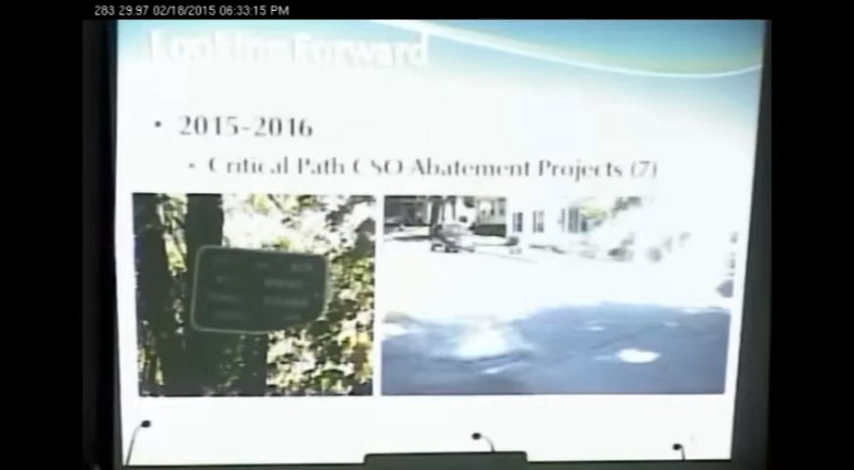 283 29.97 02/18/2015 06:33:15 PM
Looking Forward
• 2015-2016
• Critical Path CSO Abatement Projects (7)